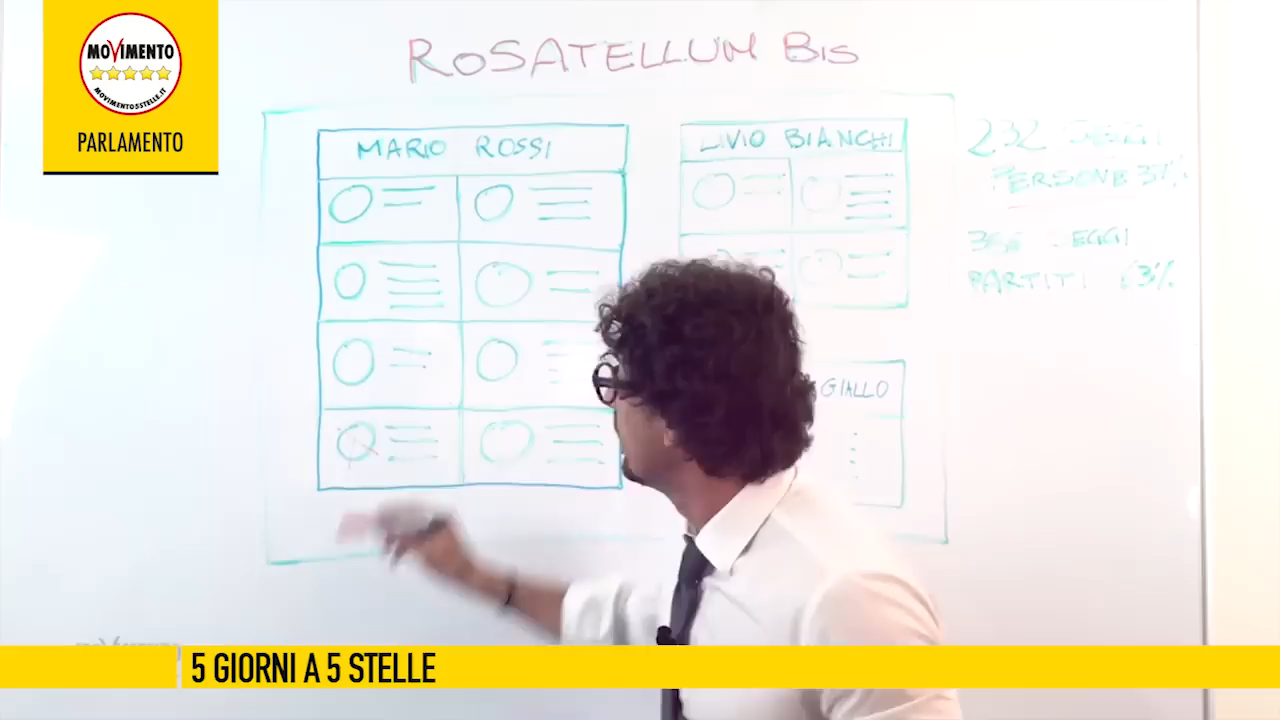 MOVIMENTO
MOVIMENTO5STELLE.IT
PARLAMENTO
ROSATELLUM BIS
MARIO ROSSI
LIVIO BIANCHI
232 SEGGI
PERSONE 37%
SEGGI
PARTITI 63%
GIALLO
5 GIORNI A 5 STELLE